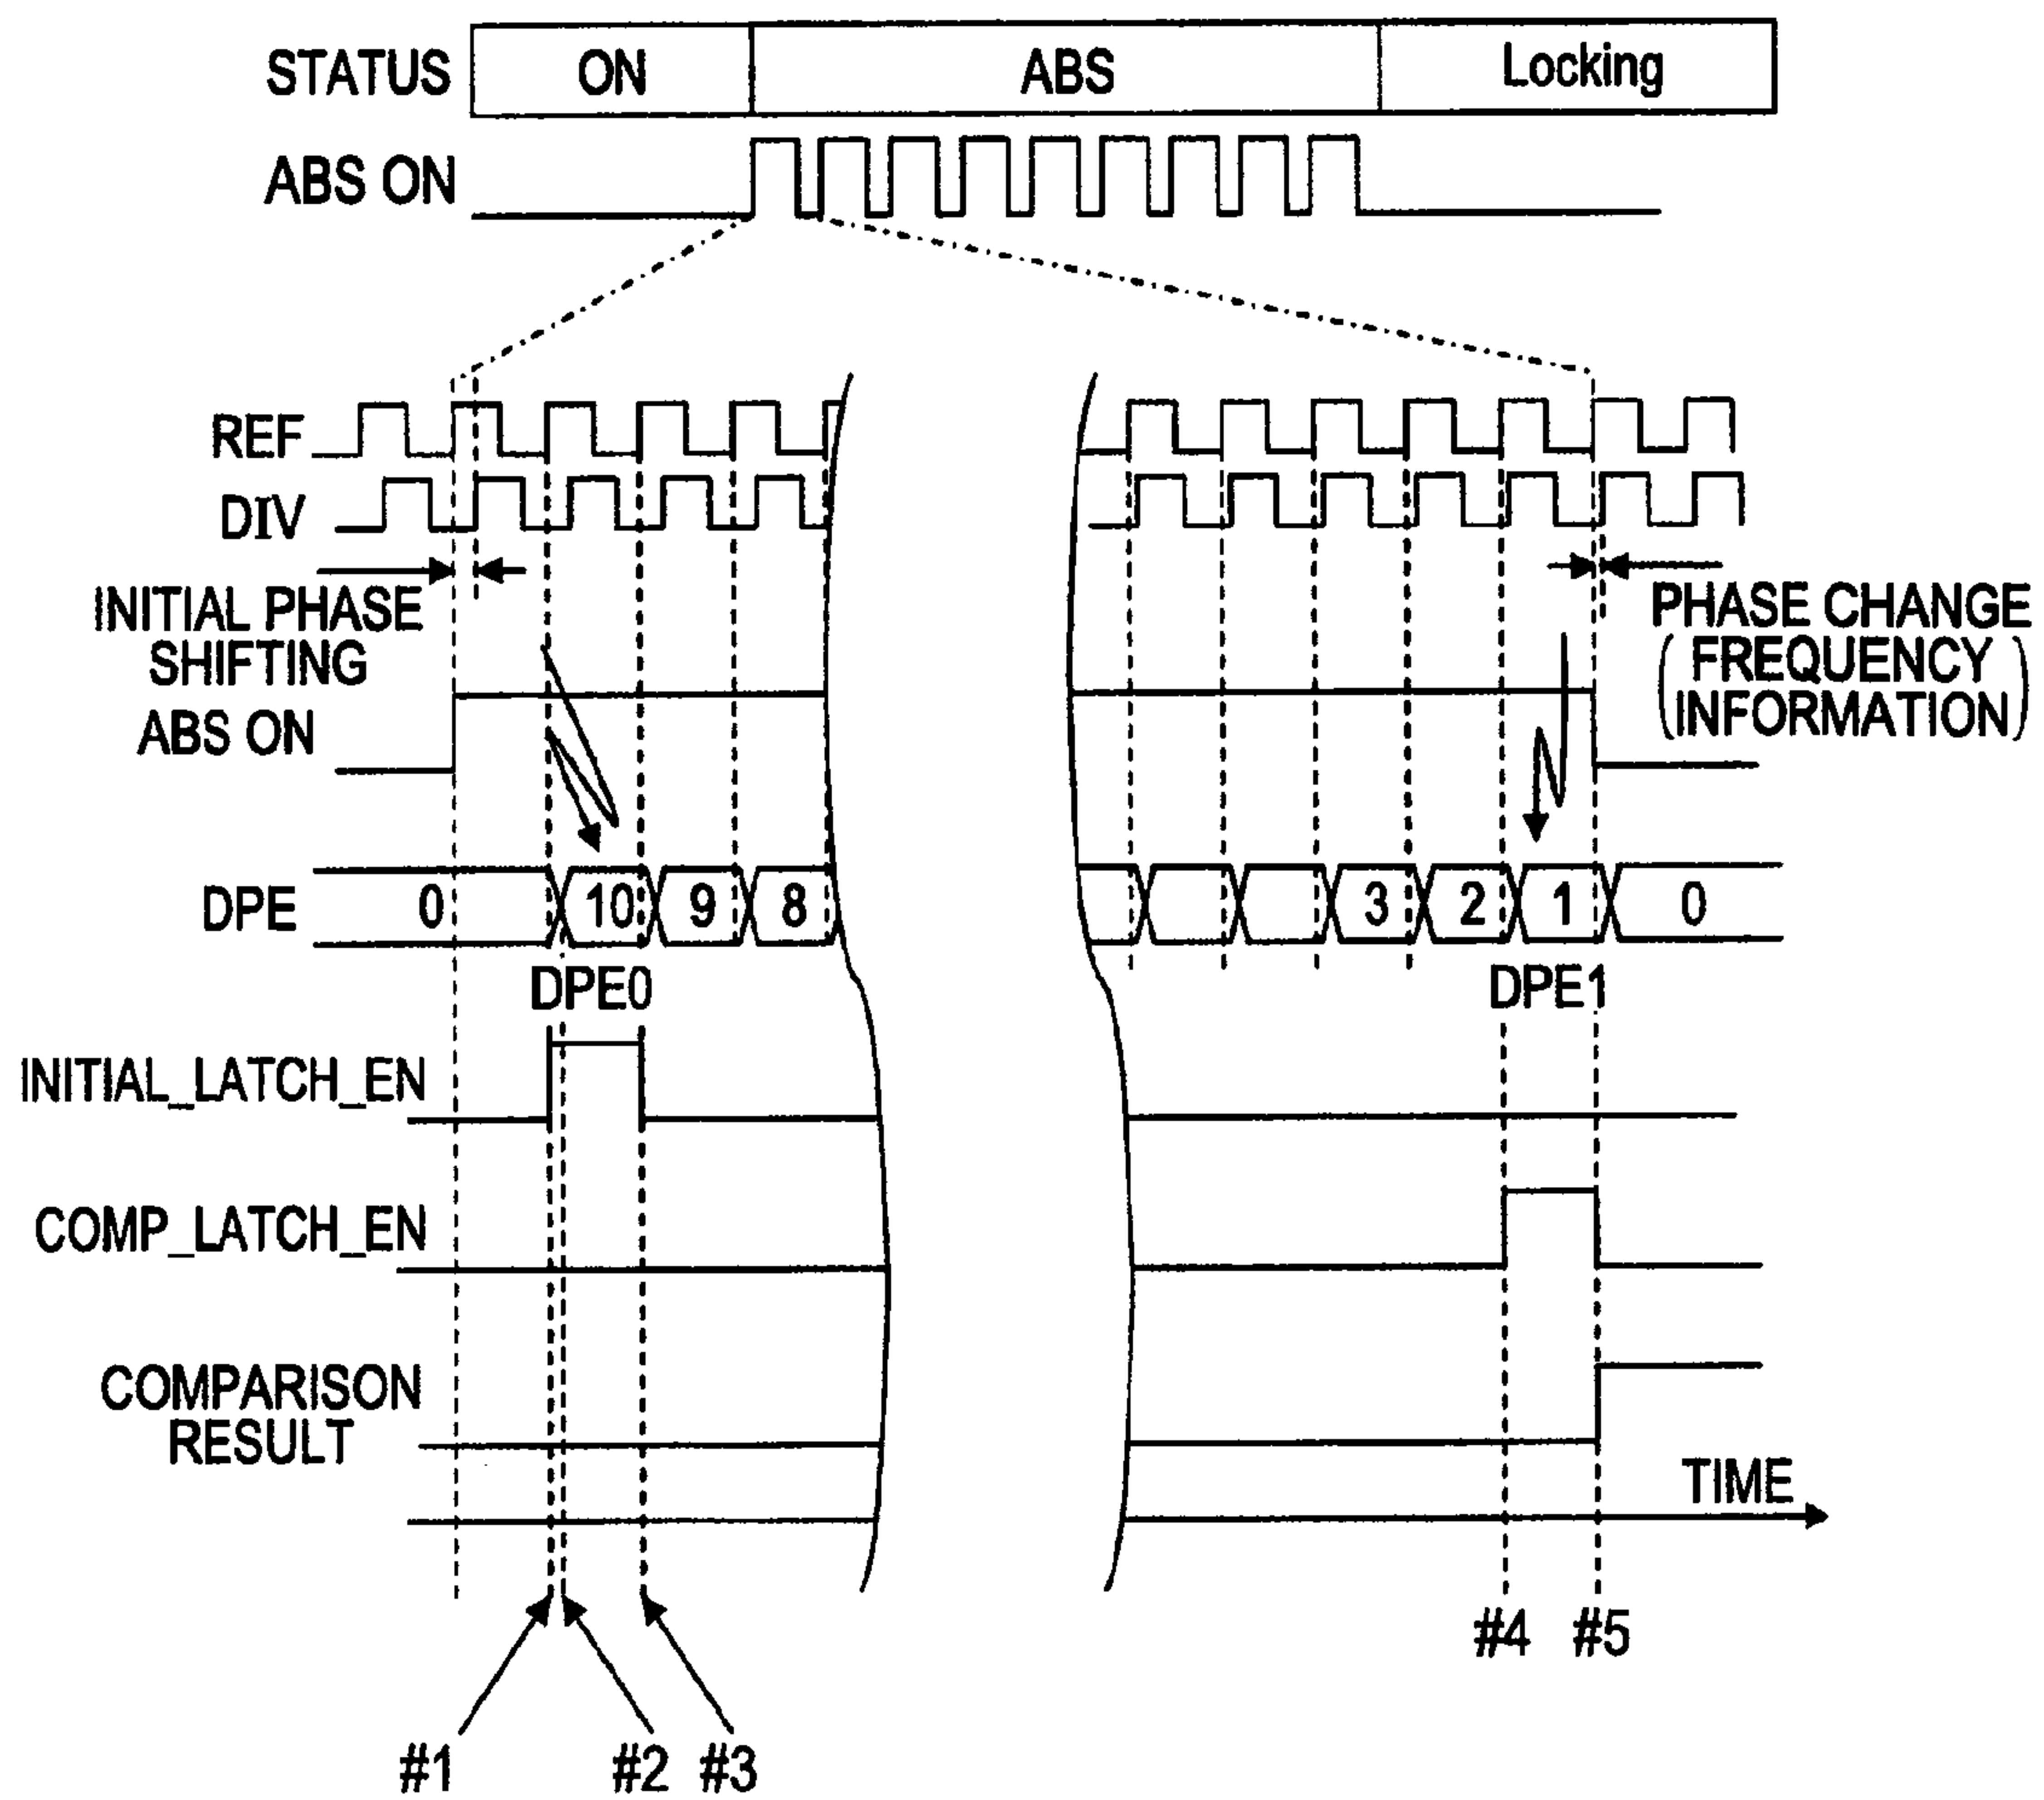 STATUS ON ABS Locking
ABS ON
REF
DIV
INITIAL PHASE
SHIFTING
PHASE CHANGE
( FREQUENCY
INFORMATION )
ABS ON
DPE 0 10 9 8 3 2 1 0
DPE0 DPE1
INITIAL_LATCH_EN
COMP_LATCH_EN
COMPARISON
RESULT
TIME
#4 #5
#1 #2 #3